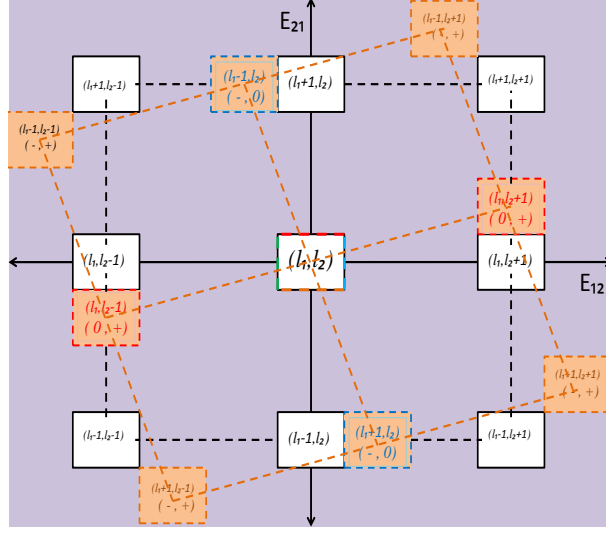 E21
(l1-1,l2+1)
( - , +)
(l1+1,l2-1)
(l1-1,l2)
( - , 0)
(l1+1,l2)
(l1+1,l2+1)
(l1-1,l2-1)
( - , +)
(l1,l2+1)
( 0 , +)
(l1,l2-1)
(l1,l2)
(l1,l2+1)
E12
(l1,l2-1)
( 0 , +)
(l1+1,l2+1)
( - , +)
(l1-1,l2-1)
(l1-1,l2)
(l1+1,l2)
( - , 0)
(l1-1,l2+1)
(l1+1,l2-1)
( - , +)